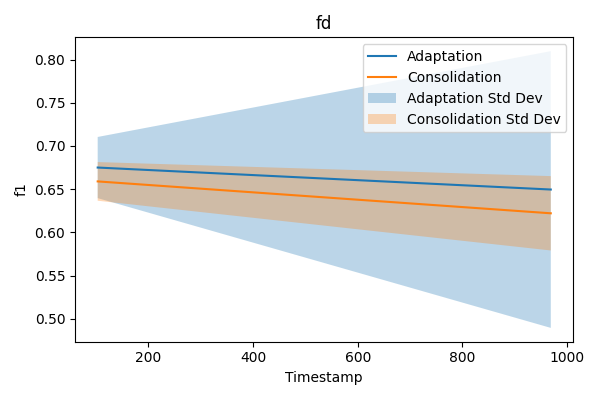 fd
Adaptation
Consolidation
Adaptation Std Dev
Consolidation Std Dev
f1
0.80
0.75
0.70
0.65
0.60
0.55
0.50
200 400 600 800 1000
Timestamp